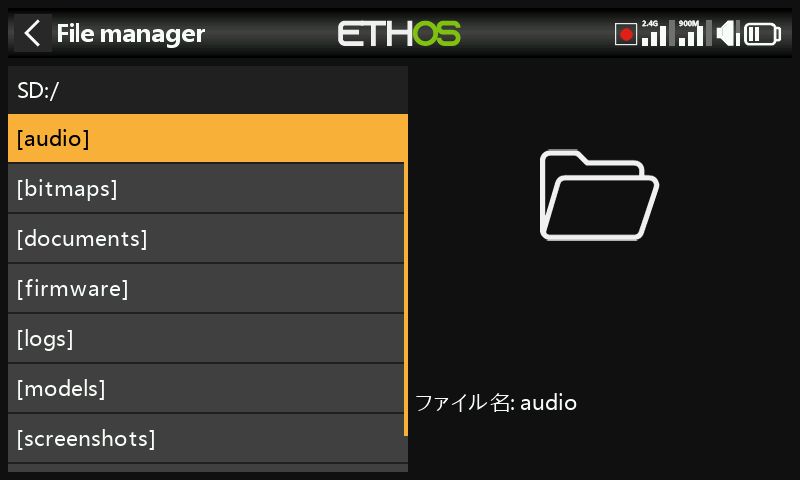 File manager
ETHOS
2.4G
900M
SD:/
[audio]
[bitmaps]
[documents]
[firmware]
[logs]
[models]
[screenshots]
ファイル名: audio